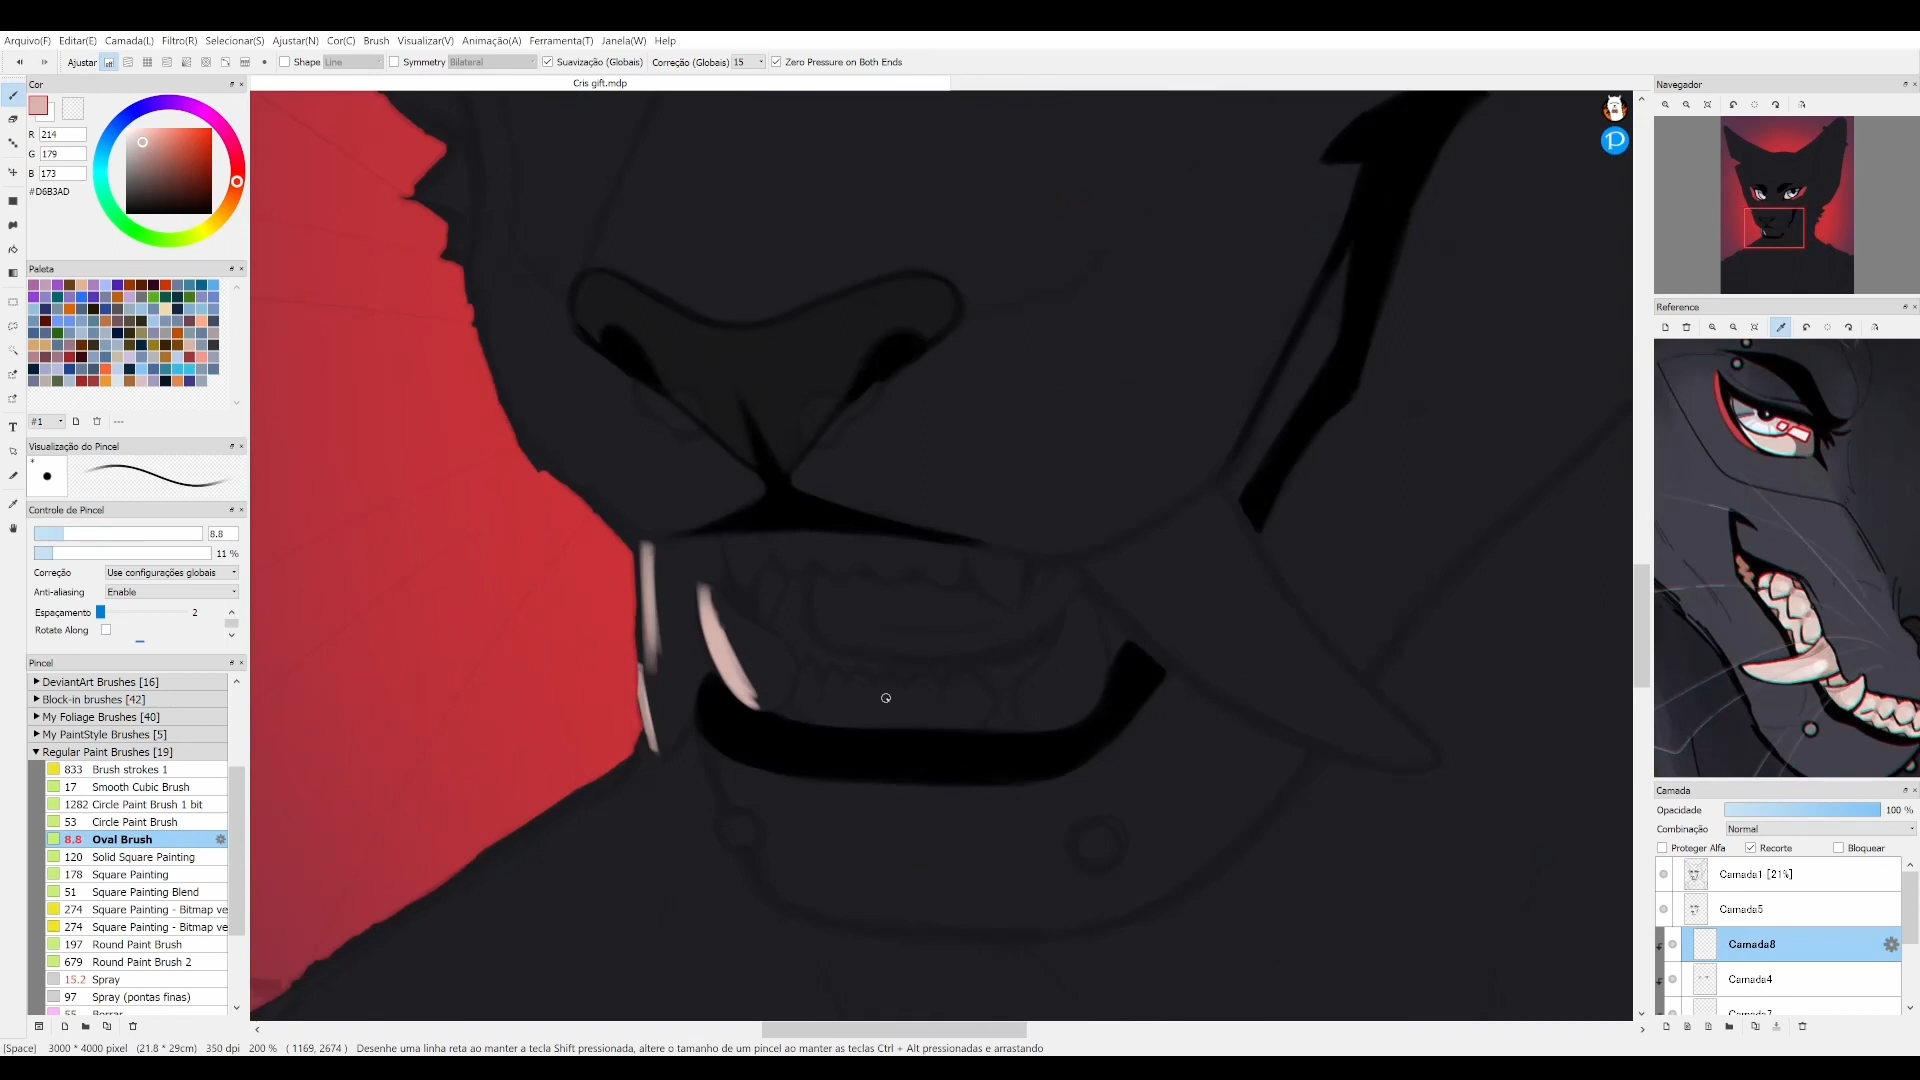 Arquivo(F) Editar(E) Camada(L) Filtro(R) Selecionar(S) Ajustar(N) Cor(C) Brush Visualizar(V) Animação(A) Ferramenta(T) Janela(W) Help
Ajustar Shape Line Symmetry Bilateral Suavização (Globais) Correção (Globais) 15 Zero Pressure on Both Ends
Cor
Cris gift.mdp
Navegador
R 214
G 179
B 173
#D6B3AD
Paleta
#1
---
Visualização do Pincel
*
Controle de Pincel
8.8
11 %
Correção Use configurações globais
Anti-aliasing Enable
Espaçamento 2
Rotate Along
Pincel
DeviantArt Brushes [16]
Block-in brushes [42]
My Foliage Brushes [40]
My PaintStyle Brushes [5]
Regular Paint Brushes [19]
833 Brush strokes 1
17 Smooth Cubic Brush
1282 Circle Paint Brush 1 bit
53 Circle Paint Brush
8.8 Oval Brush
120 Solid Square Painting
178 Square Painting
51 Square Painting Blend
274 Square Painting - Bitmap ve
274 Square Painting - Bitmap ve
197 Round Paint Brush
679 Round Paint Brush 2
15.2 Spray
97 Spray (pontas finas)
T
P
Reference
Camada
Opacidade 100 %
Combinação Normal
Proteger Alfa Recorte Bloquear
Camada1 [21%]
Camada5
Camada8
Camada4
[Space] 3000 * 4000 pixel (21.8 * 29cm) 350 dpi 200 % ( 1169, 2674 ) Desenhe uma linha reta ao manter a tecla Shift pressionada, altere o tamanho de um pincel ao manter as teclas Ctrl + Alt pressionadas e arrastando